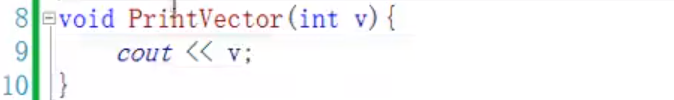 8 void PrintVector(int v){
9 cout << v;
10 }